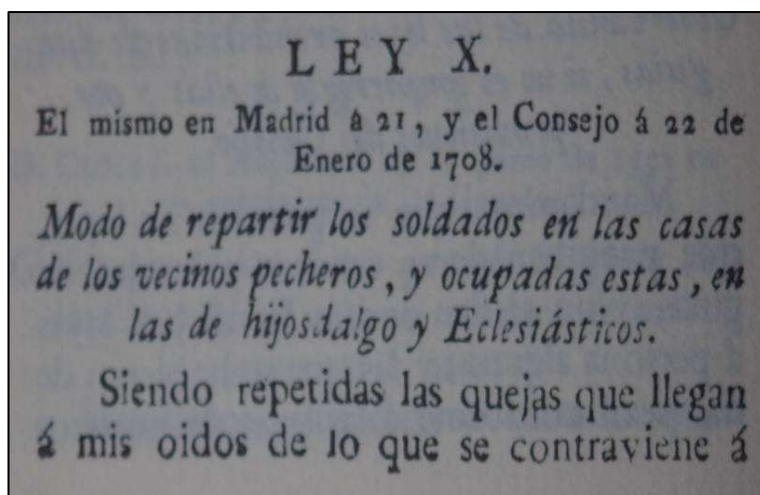 LEY X.
El mismo en Madrid á 21, y el Consejo á 22 de
Enero de 1708.
Modo de repartir los soldados en las casas
de los vecinos pecheros, y ocupadas estas, en
las de hijosdalgo y Eclesiásticos.
Siendo repetidas las quejas que llegan
á mis oidos de lo que se contraviene á